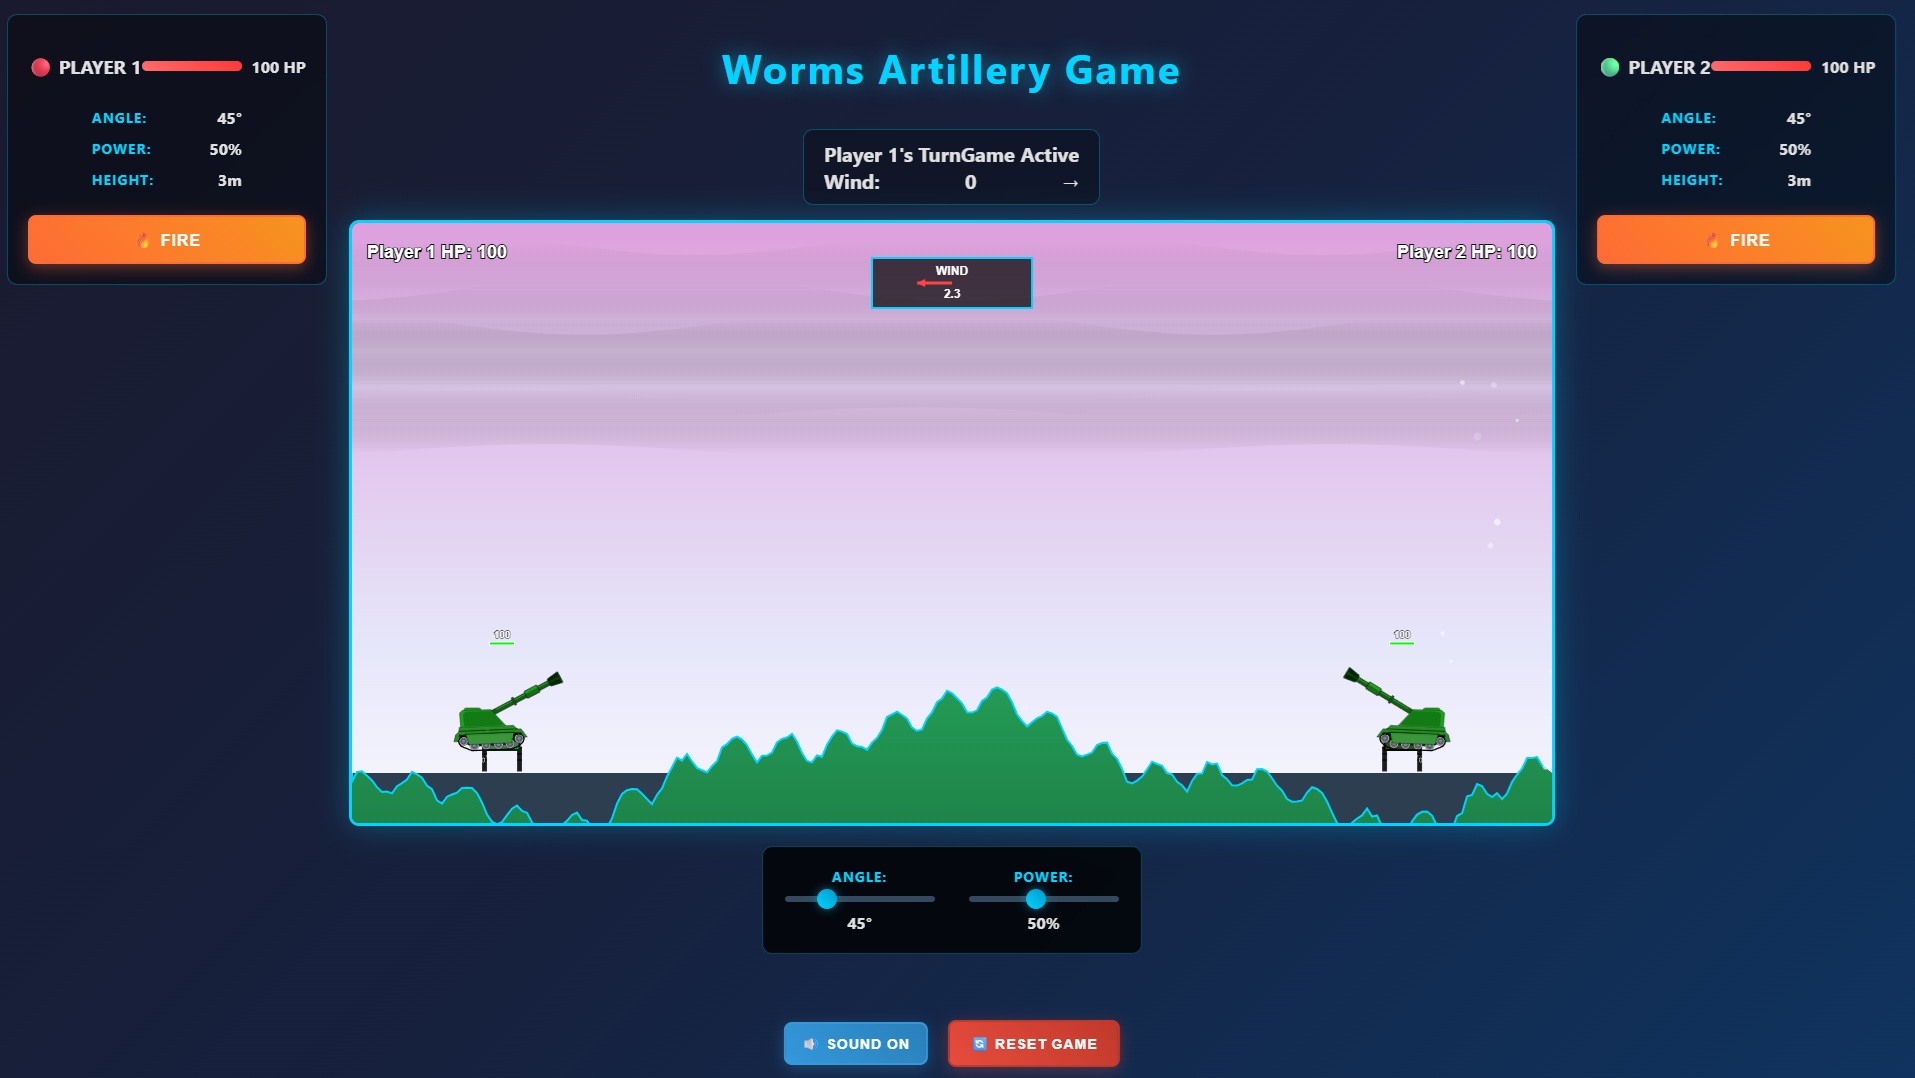 Worms Artillery Game
PLAYER 1 100 HP
ANGLE: 45°
POWER: 50%
HEIGHT: 3m
FIRE
Player 1's TurnGame Active
Wind: 0 →
PLAYER 2 100 HP
ANGLE: 45°
POWER: 50%
HEIGHT: 3m
FIRE
Player 1 HP: 100
WIND
2.3
Player 2 HP: 100
100
100
ANGLE:
45°
POWER:
50%
SOUND ON
RESET GAME